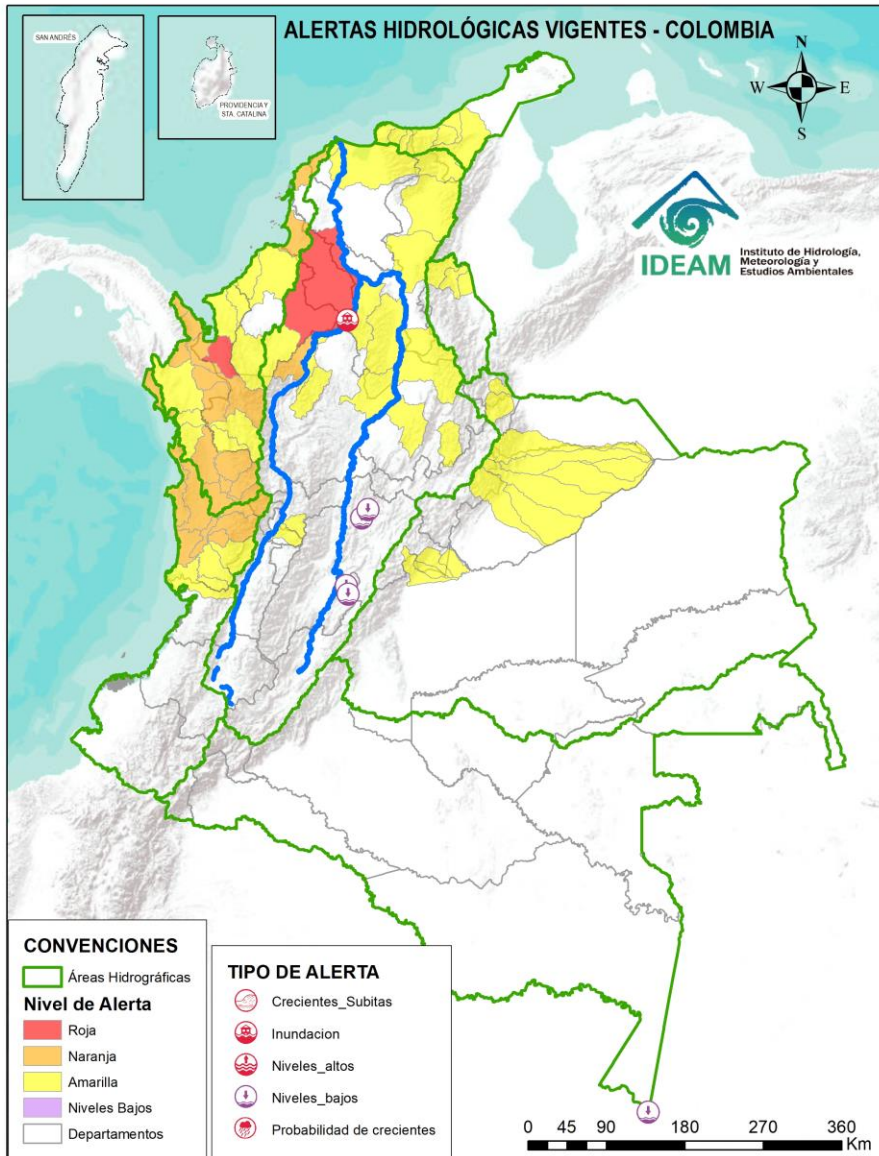 ALERTAS HIDROLÓGICAS VIGENTES - COLOMBIA
SAN ANDRÉS
PROVIDENCIA Y
STA. CATALINA
N
W
E
S
IDEAM
Instituto de Hidrología,
Meteorología y
Estudios Ambientales
CONVENCIONES
Áreas Hidrográficas
Nivel de Alerta
Roja
Naranja
Amarilla
Niveles Bajos
Departamentos
TIPO DE ALERTA
Crecientes_Subitas
Inundacion
Niveles_altos
Niveles_bajos
Probabilidad de crecientes
0 45 90 180 270 360
Km